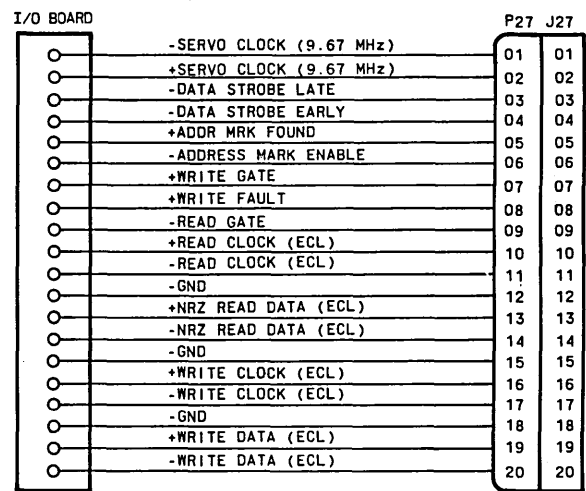 I/O BOARD P27 J27
-SERVO CLOCK (9.67 MHz) 01 01
+SERVO CLOCK (9.67 MHz) 02 02
-DATA STROBE LATE 03 03
-DATA STROBE EARLY 04 04
+ADDR MRK FOUND 05 05
-ADDRESS MARK ENABLE 06 06
+WRITE GATE 07 07
+WRITE FAULT 08 08
-READ GATE 09 09
+READ CLOCK (ECL) 10 10
-READ CLOCK (ECL) 11 11
-GND 12 12
+NRZ READ DATA (ECL) 13 13
-NRZ READ DATA (ECL) 14 14
-GND 15 15
+WRITE CLOCK (ECL) 16 16
-WRITE CLOCK (ECL) 17 17
-GND 18 18
+WRITE DATA (ECL) 19 19
-WRITE DATA (ECL) 20 20